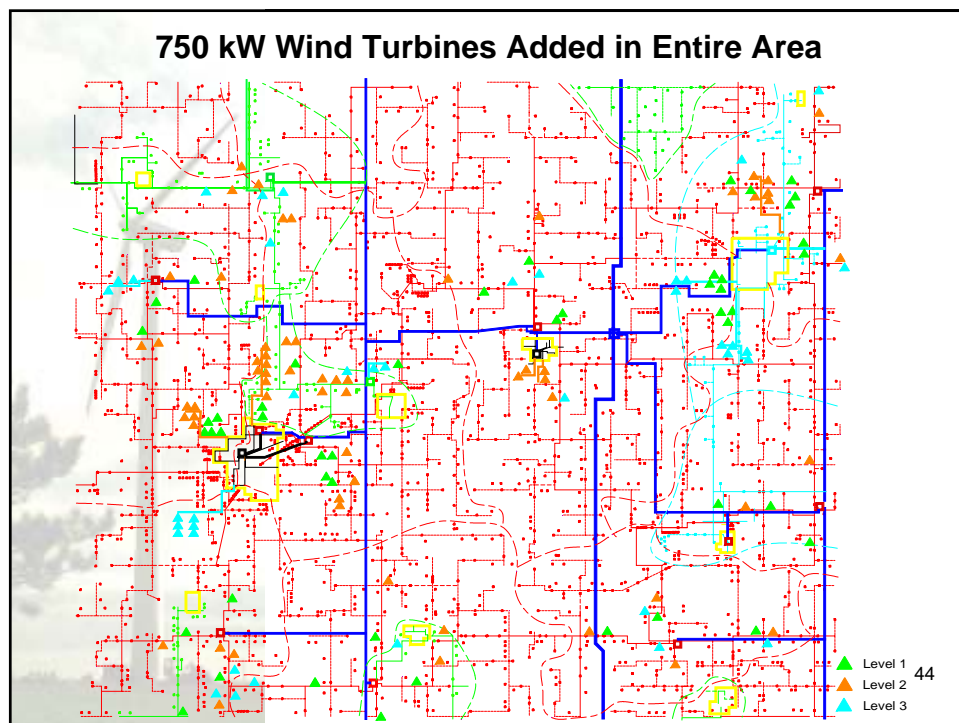 750 kW Wind Turbines Added in Entire Area
Level 1
44
Level 2
Level 3